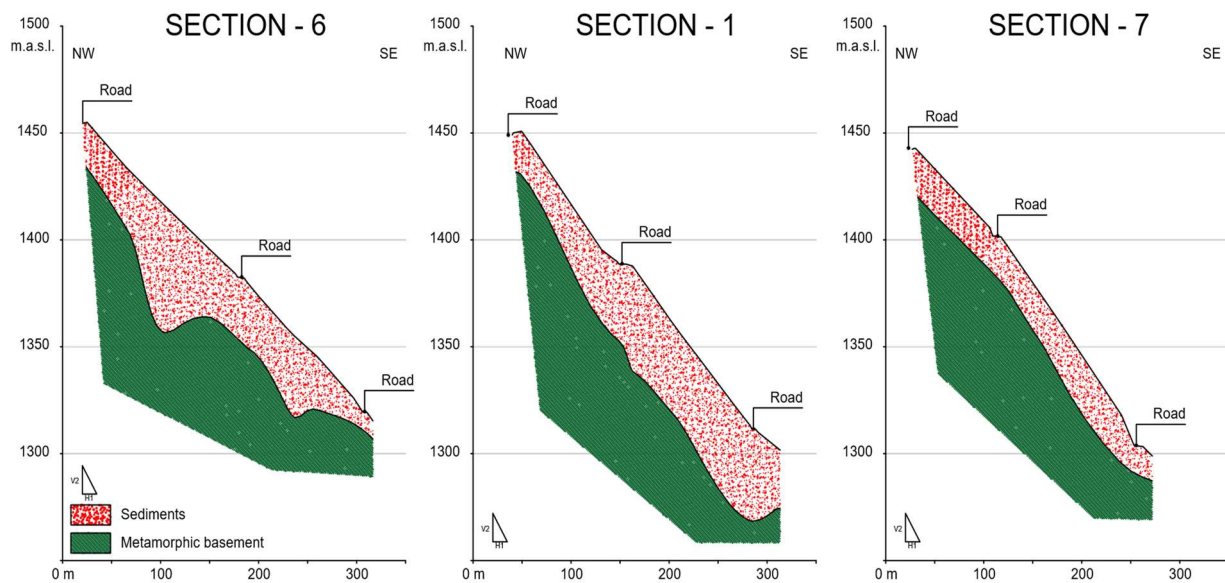 SECTION - 6
1500
m.a.s.l.
NW
SE
Road
1450
1400
Road
1350
Road
1300
V2
H1
Sediments
Metamorphic basement
0 m
100
200
300
SECTION - 1
1500
m.a.s.l.
NW
SE
Road
1450
1400
Road
1350
Road
1300
V2
H1
0 m
100
200
300
SECTION - 7
1500
m.a.s.l.
NW
SE
Road
1450
Road
1400
1350
Road
1300
V2
H1
0 m
100
200
300